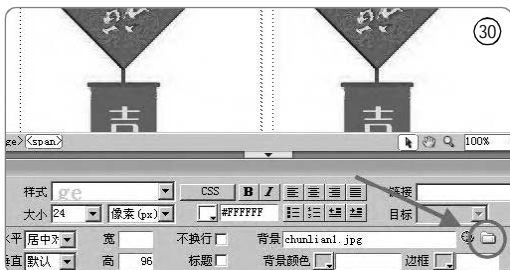 30
吉 吉
ge> <span> 100%
样式 ge CSS B I 链接
大小 24 像素(px) #FFFFFF 目标
水平 居中对 宽 不换行 背景 chunlian1.jpg
垂直 默认 高 96 标题 背景颜色 边框